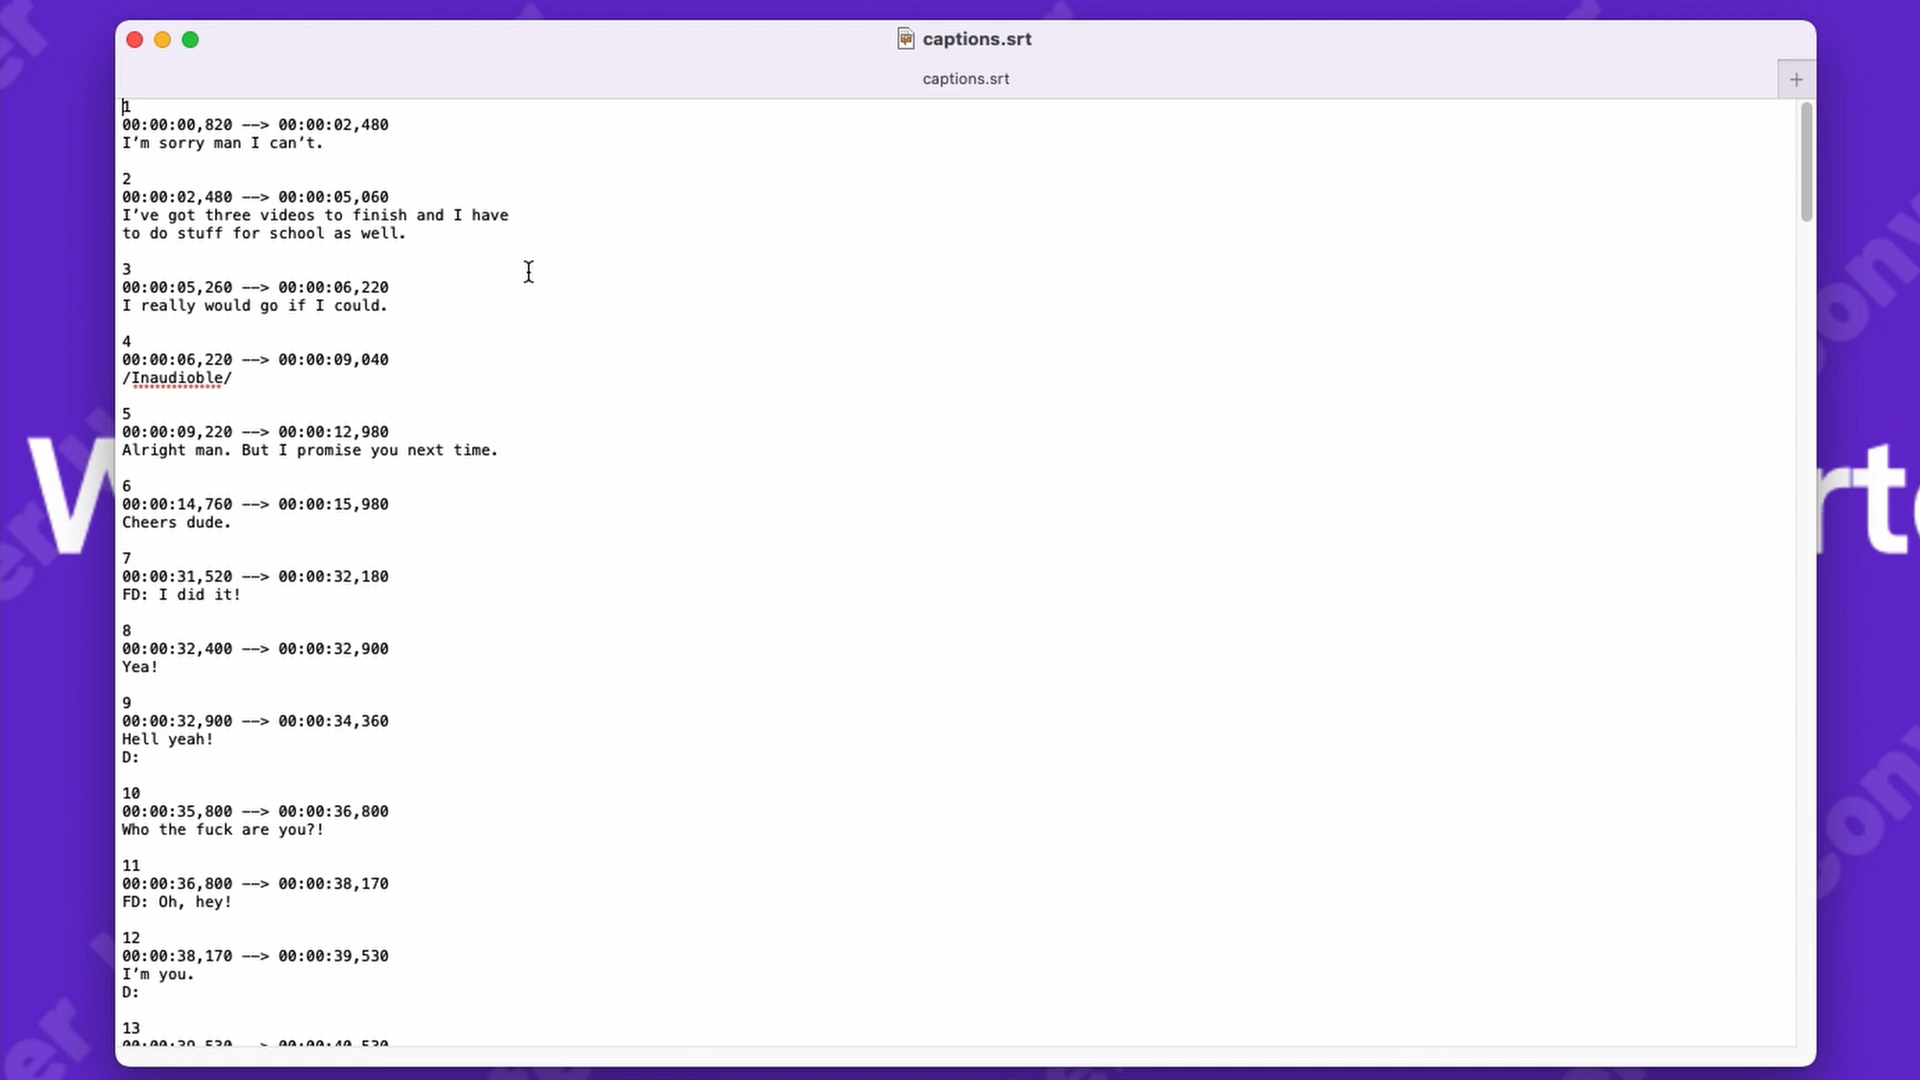 captions.srt
captions.srt
1
00:00:00,820 --> 00:00:02,480
I’m sorry man I can’t.
2
00:00:02,480 --> 00:00:05,060
I’ve got three videos to finish and I have
to do stuff for school as well.
3
00:00:05,260 --> 00:00:06,220
I really would go if I could.
4
00:00:06,220 --> 00:00:09,040
/Inaudioble/
5
00:00:09,220 --> 00:00:12,980
Alright man. But I promise you next time.
6
00:00:14,760 --> 00:00:15,980
Cheers dude.
7
00:00:31,520 --> 00:00:32,180
FD: I did it!
8
00:00:32,400 --> 00:00:32,900
Yea!
9
00:00:32,900 --> 00:00:34,360
Hell yeah!
D:
10
00:00:35,800 --> 00:00:36,800
Who the fuck are you?!
11
00:00:36,800 --> 00:00:38,170
FD: Oh, hey!
12
00:00:38,170 --> 00:00:39,530
I’m you.
D:
13
00:00:39,530 --> 00:00:40,530